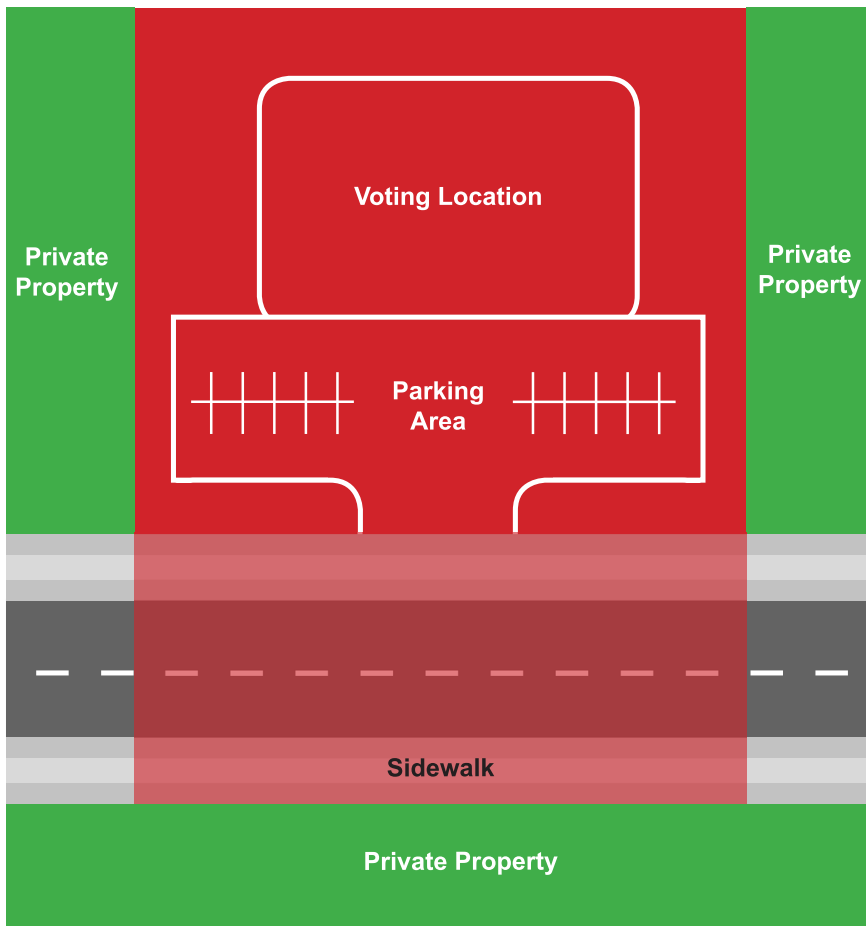 Voting Location
Private
Property
Private
Property
Parking
Area
Sidewalk
Private Property